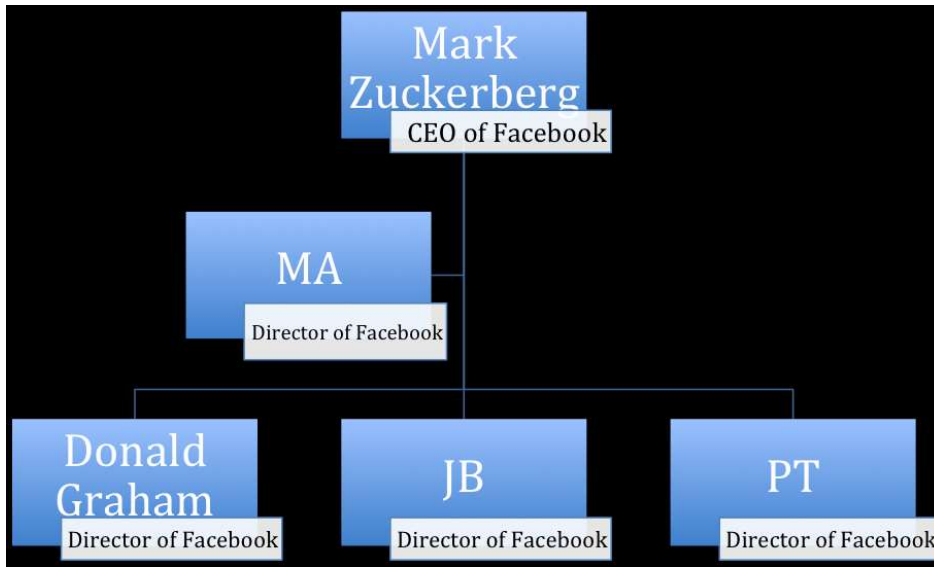 Mark
Zuckerberg
CEO of Facebook
MA
Director of Facebook
Donald
Graham
Director of Facebook
JB
Director of Facebook
PT
Director of Facebook